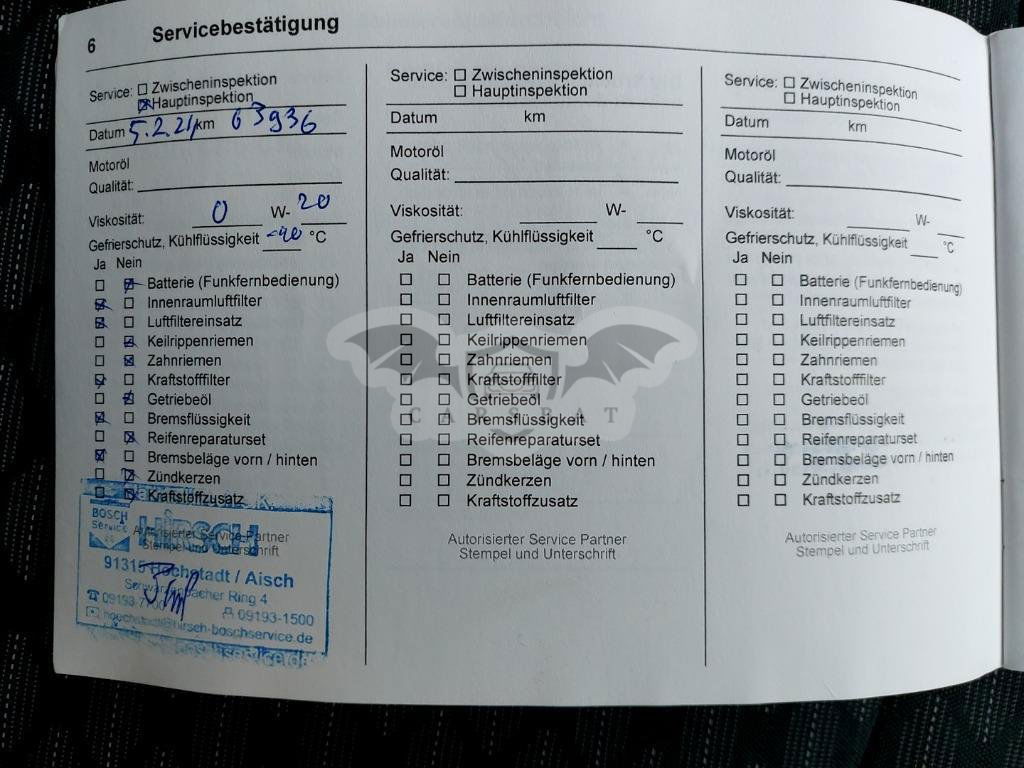 6 Servicebestätigung
Service: ☐ Zwischeninspektion
☒ Hauptinspektion
Datum 5.2.21 km 63936
Motoröl
Qualität:
Viskosität: 0 W- 20
Gefrierschutz, Kühlflüssigkeit -40 °C
Ja Nein
☐ ☒ Batterie (Funkfernbedienung)
☒ ☐ Innenraumluftfilter
☒ ☐ Luftfiltereinsatz
☐ ☒ Keilrippenriemen
☐ ☒ Zahnriemen
☒ ☐ Kraftstofffilter
☐ ☒ Getriebeöl
☒ ☐ Bremsflüssigkeit
☐ ☒ Reifenreparaturset
☒ ☐ Bremsbeläge vorn / hinten
☐ ☒ Zündkerzen
☐ ☒ Kraftstoffzusatz
Autorisierter Service Partner
Stempel und Unterschrift
BOSCH
Service
HIRSCH
91315 Höchstadt / Aisch
Ring 4
09193-1500
hoechstadt@hirsch-boschservice.de
Service: ☐ Zwischeninspektion
☐ Hauptinspektion
Datum km
Motoröl
Qualität:
Viskosität: W-
Gefrierschutz, Kühlflüssigkeit °C
Ja Nein
☐ ☐ Batterie (Funkfernbedienung)
☐ ☐ Innenraumluftfilter
☐ ☐ Luftfiltereinsatz
☐ ☐ Keilrippenriemen
☐ ☐ Zahnriemen
☐ ☐ Kraftstofffilter
☐ ☐ Getriebeöl
☐ ☐ Bremsflüssigkeit
☐ ☐ Reifenreparaturset
☐ ☐ Bremsbeläge vorn / hinten
☐ ☐ Zündkerzen
☐ ☐ Kraftstoffzusatz
Autorisierter Service Partner
Stempel und Unterschrift
Service: ☐ Zwischeninspektion
☐ Hauptinspektion
Datum km
Motoröl
Qualität:
Viskosität: W-
Gefrierschutz, Kühlflüssigkeit °C
Ja Nein
☐ ☐ Batterie (Funkfernbedienung)
☐ ☐ Innenraumluftfilter
☐ ☐ Luftfiltereinsatz
☐ ☐ Keilrippenriemen
☐ ☐ Zahnriemen
☐ ☐ Kraftstofffilter
☐ ☐ Getriebeöl
☐ ☐ Bremsflüssigkeit
☐ ☐ Reifenreparaturset
☐ ☐ Bremsbeläge vorn / hinten
☐ ☐ Zündkerzen
☐ ☐ Kraftstoffzusatz
Autorisierter Service Partner
Stempel und Unterschrift
CARSBAT